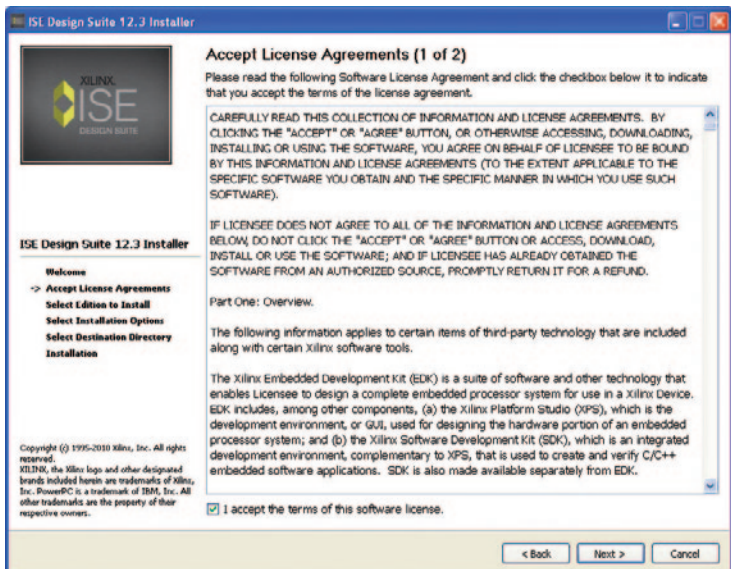 ISE Design Suite 12.3 Installer
XILINX
ISE
DESIGN SUITE
ISE Design Suite 12.3 Installer
Welcome
-> Accept License Agreements
Select Edition to Install
Select Installation Options
Select Destination Directory
Installation
Copyright (c) 1995-2010 Xilinx, Inc. All rights
reserved.
XILINX, the Xilinx logo and other designated
brands included herein are trademarks of Xilinx,
Inc. PowerPC is a trademark of IBM, Inc. All
other trademarks are the property of their
respective owners.
Accept License Agreements (1 of 2)
Please read the following Software License Agreement and click the checkbox below it to indicate
that you accept the terms of the license agreement.
CAREFULLY READ THIS COLLECTION OF INFORMATION AND LICENSE AGREEMENTS. BY
CLICKING THE "ACCEPT" OR "AGREE" BUTTON, OR OTHERWISE ACCESSING, DOWNLOADING,
INSTALLING OR USING THE SOFTWARE, YOU AGREE ON BEHALF OF LICENSEE TO BE BOUND
BY THIS INFORMATION AND LICENSE AGREEMENTS (TO THE EXTENT APPLICABLE TO THE
SPECIFIC SOFTWARE YOU OBTAIN AND THE SPECIFIC MANNER IN WHICH YOU USE SUCH
SOFTWARE).
IF LICENSEE DOES NOT AGREE TO ALL OF THE INFORMATION AND LICENSE AGREEMENTS
BELOW, DO NOT CLICK THE "ACCEPT" OR "AGREE" BUTTON OR ACCESS, DOWNLOAD,
INSTALL OR USE THE SOFTWARE; AND IF LICENSEE HAS ALREADY OBTAINED THE
SOFTWARE FROM AN AUTHORIZED SOURCE, PROMPTLY RETURN IT FOR A REFUND.
Part One: Overview.
The following information applies to certain items of third-party technology that are included
along with certain Xilinx software tools.
The Xilinx Embedded Development Kit (EDK) is a suite of software and other technology that
enables Licensee to design a complete embedded processor system for use in a Xilinx Device.
EDK includes, among other components, (a) the Xilinx Platform Studio (XPS), which is the
development environment, or GUI, used for designing the hardware portion of an embedded
processor system; and (b) the Xilinx Software Development Kit (SDK), which is an integrated
development environment, complementary to XPS, that is used to create and verify C/C++
embedded software applications. SDK is also made available separately from EDK.
I accept the terms of this software license.
< Back
Next >
Cancel